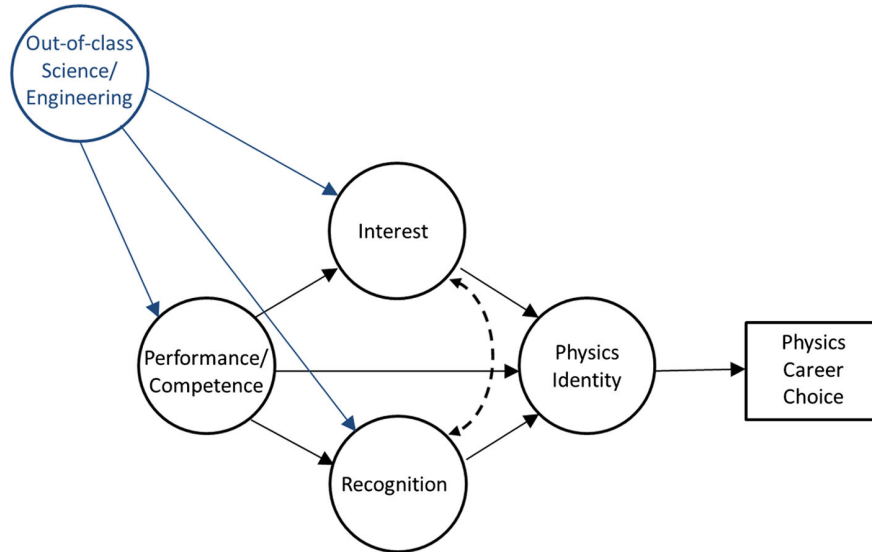 Out-of-class
Science/
Engineering
Interest
Performance/
Competence
Physics
Identity
Physics
Career
Choice
Recognition